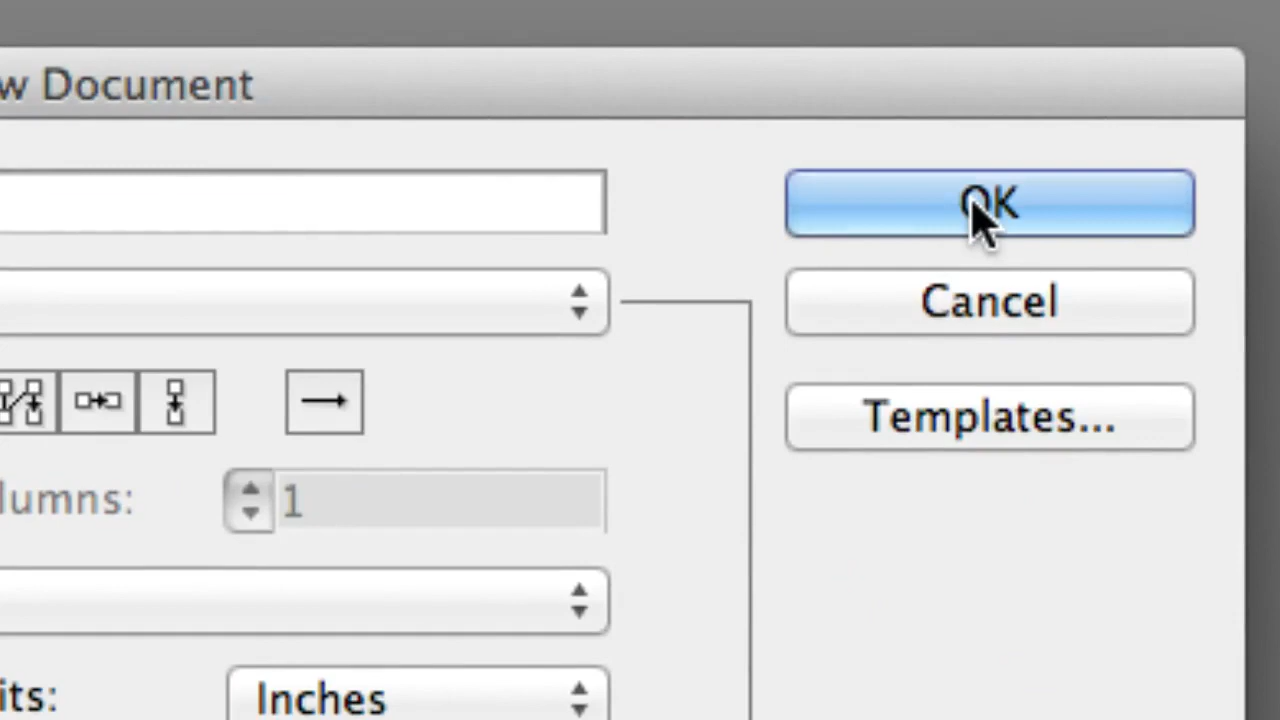 w Document
OK
Cancel
Templates...
lumns:
1
its:
Inches